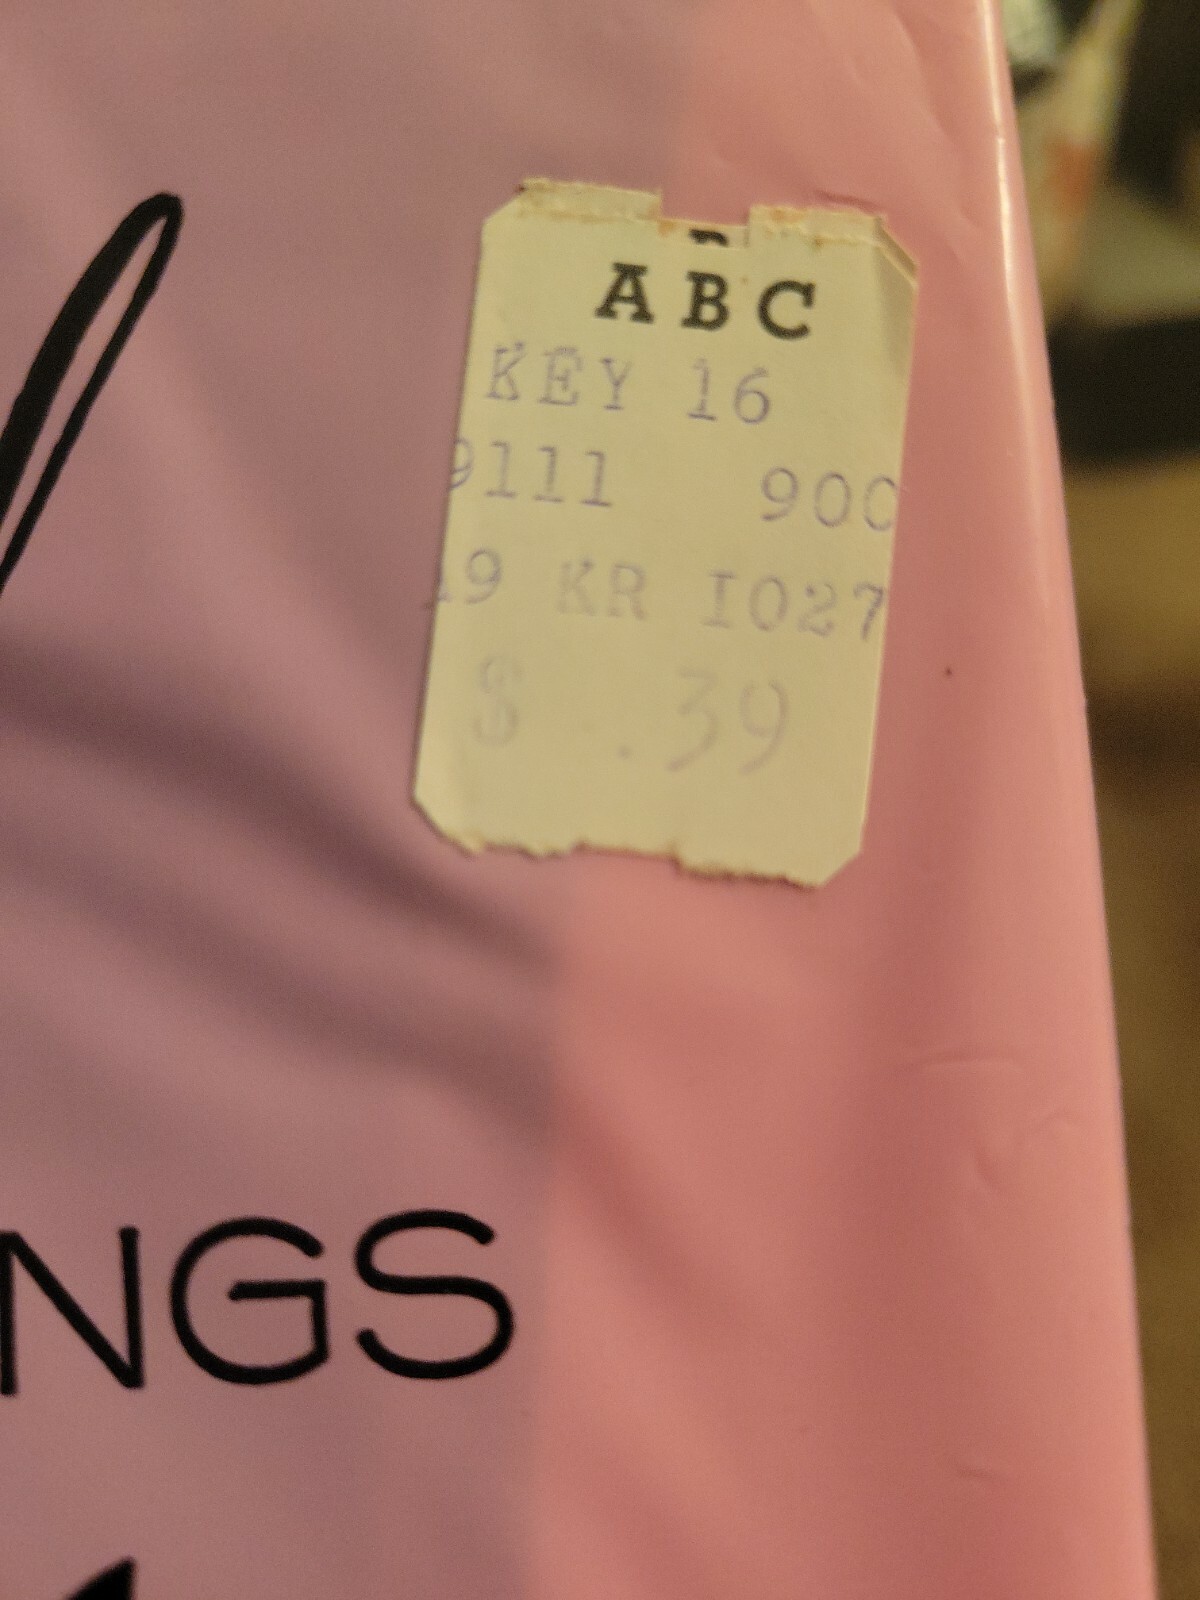 ABC
KEY 16
9111 900
19 KR I027
$ .39
NGS